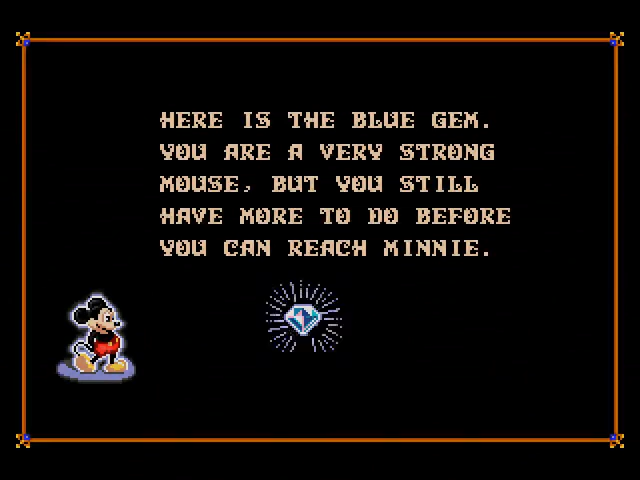 HERE IS THE BLUE GEM.
YOU ARE A VERY STRONG
MOUSE, BUT YOU STILL
HAVE MORE TO DO BEFORE
YOU CAN REACH MINNIE.